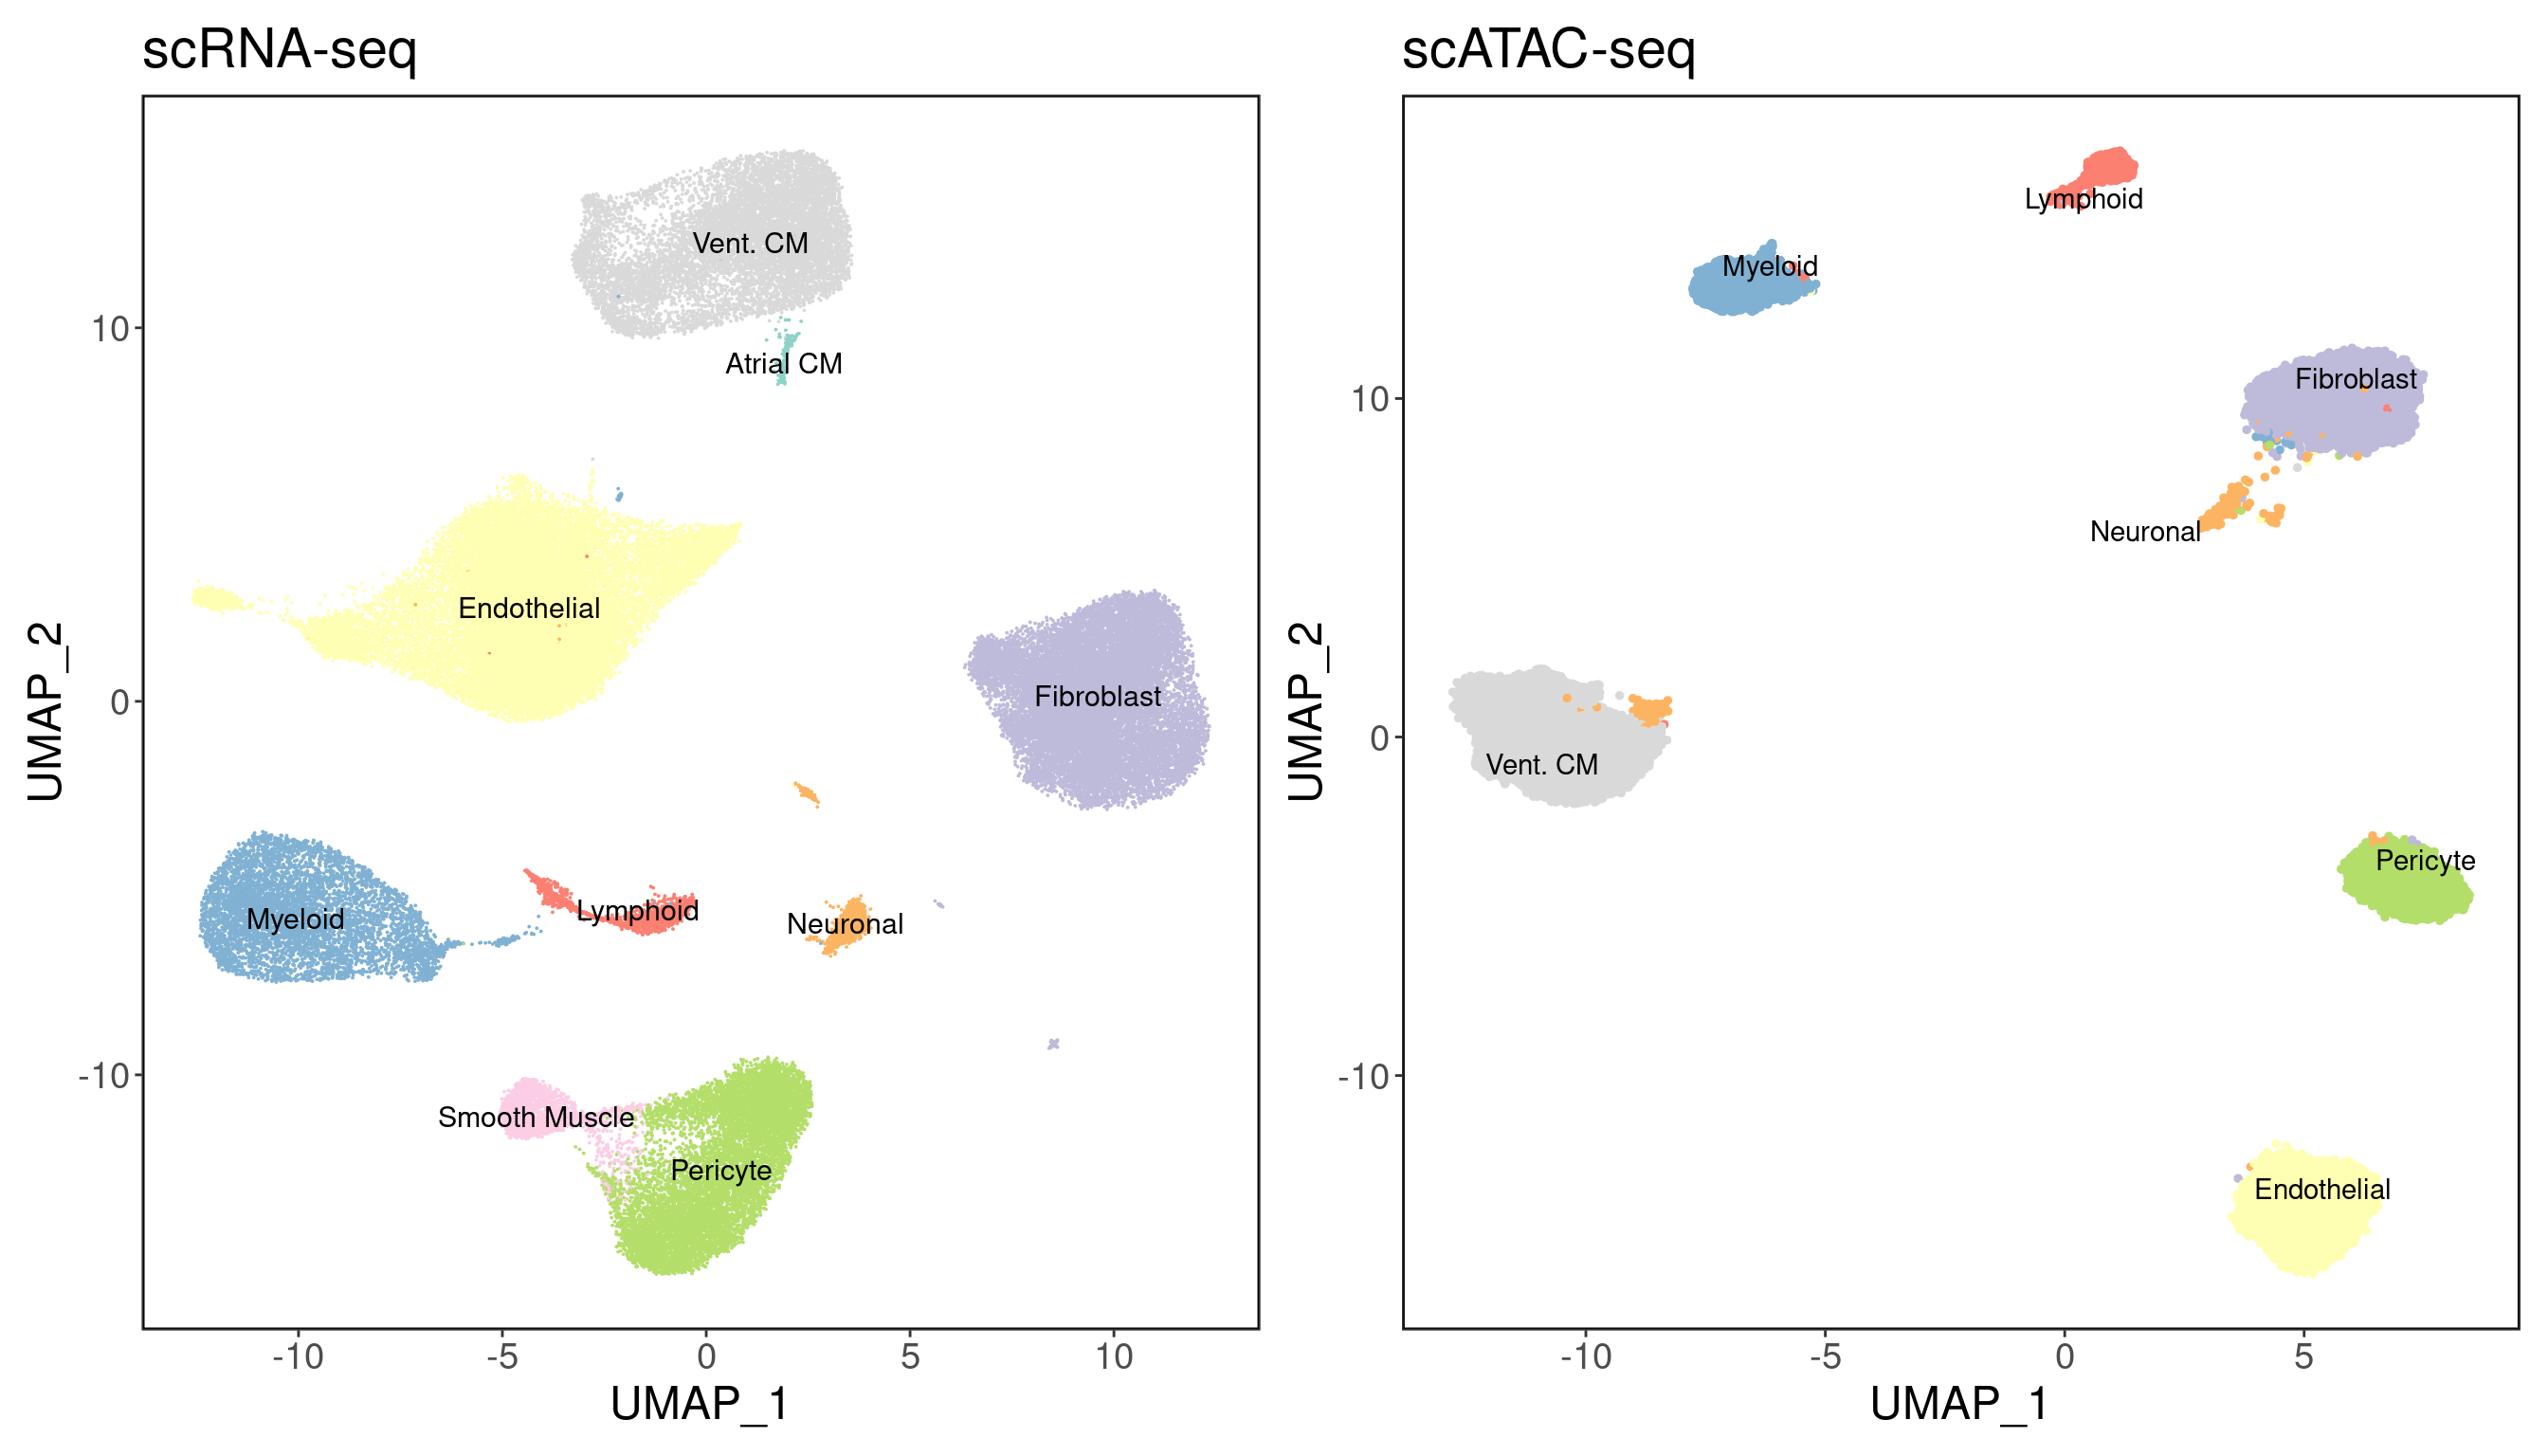 scRNA-seq
Vent. CM
Atrial CM
Endothelial
Fibroblast
Myeloid
Lymphoid
Neuronal
Smooth Muscle
Pericyte
10
0
-10
-10
-5
0
5
10
UMAP_1
UMAP_2
scATAC-seq
Lymphoid
Myeloid
Fibroblast
Neuronal
Vent. CM
Pericyte
Endothelial
10
0
-10
-10
-5
0
5
UMAP_1
UMAP_2